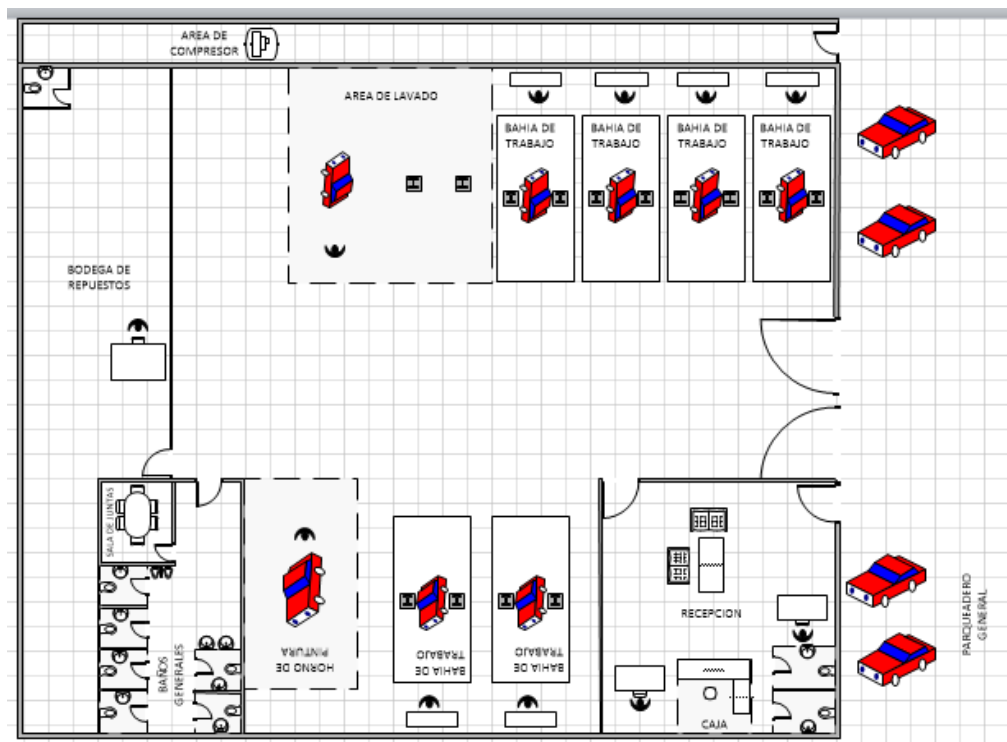 AREA DE
COMPRESOR
AREA DE LAVADO
BAHIA DE
TRABAJO
BAHIA DE
TRABAJO
BAHIA DE
TRABAJO
BAHIA DE
TRABAJO
BODEGA DE
REPUESTOS
SALA DE JUNTAS
BAÑOS
GENERALES
HORNO DE
PINTURA
BAHIA DE
TRABAJO
BAHIA DE
TRABAJO
RECEPCION
CAJA
PARQUEADERO
GENERAL